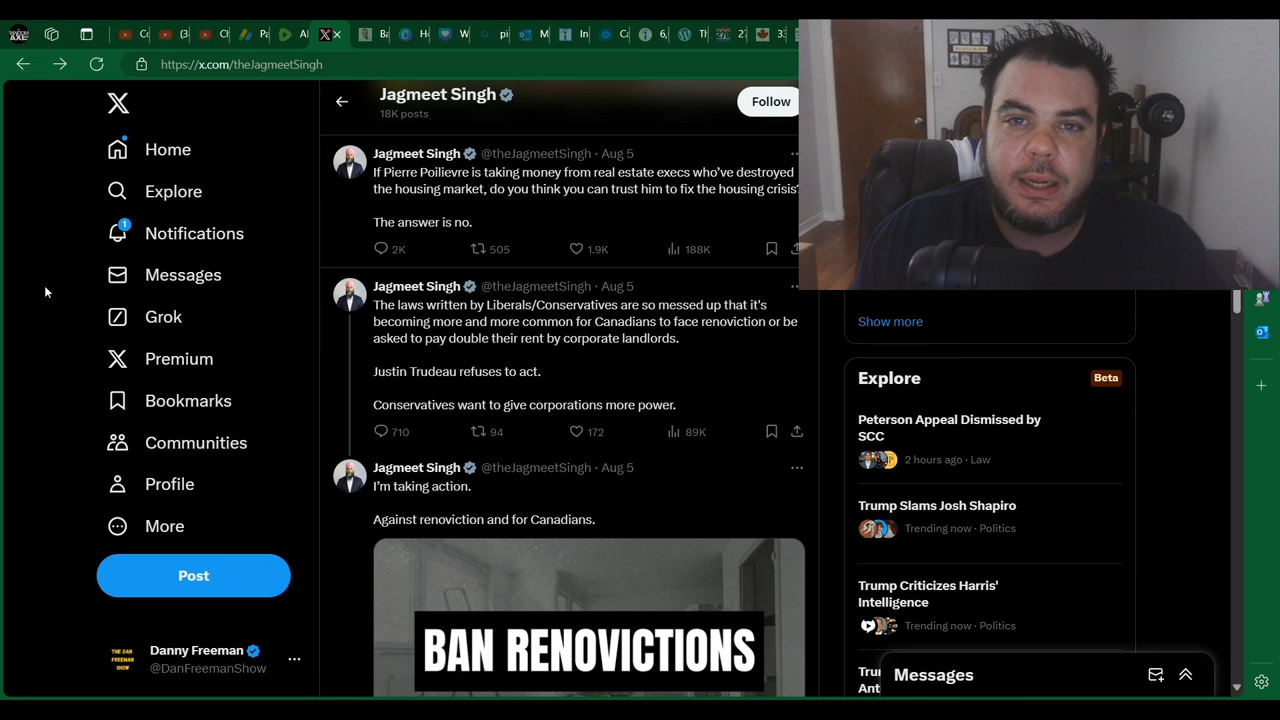 https://x.com/theJagmeetSingh
Home
Explore
1
Notifications
Messages
Grok
Premium
Bookmarks
Communities
Profile
More
Post
Danny Freeman
@DanFreemanShow
Jagmeet Singh
18K posts
Follow
Jagmeet Singh @theJagmeetSingh · Aug 5
If Pierre Poilievre is taking money from real estate execs who've destroyed
the housing market, do you think you can trust him to fix the housing crisis?
The answer is no.
2K 505 1.9K 188K
Jagmeet Singh @theJagmeetSingh · Aug 5
The laws written by Liberals/Conservatives are so messed up that it's
becoming more and more common for Canadians to face renoviction or be
asked to pay double their rent by corporate landlords.
Justin Trudeau refuses to act.
Conservatives want to give corporations more power.
710 94 172 89K
Jagmeet Singh @theJagmeetSingh · Aug 5
I'm taking action.
Against renoviction and for Canadians.
BAN RENOVICTIONS
Show more
Explore
Beta
Peterson Appeal Dismissed by
SCC
2 hours ago · Law
Trump Slams Josh Shapiro
Trending now · Politics
Trump Criticizes Harris'
Intelligence
Trending now · Politics
Messages